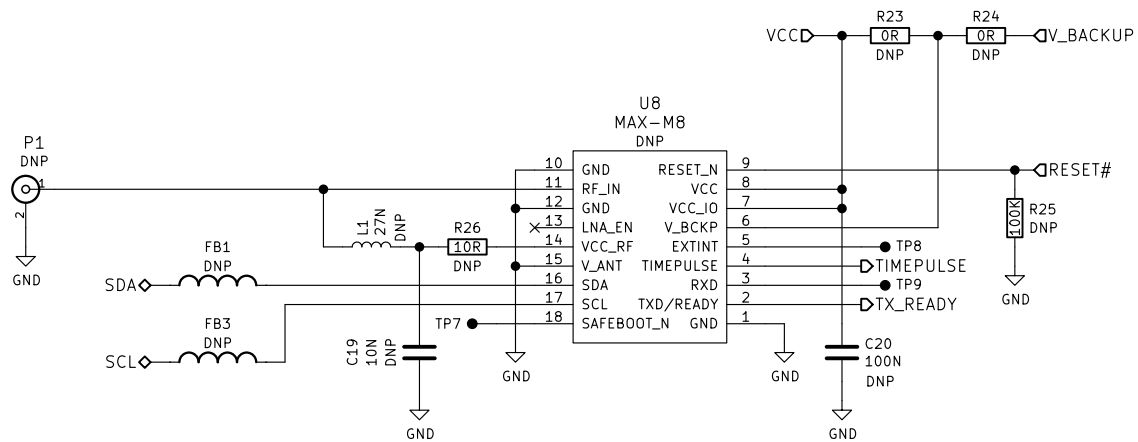 R23
R24
VCC
0R
0R
V_BACKUP
DNP
DNP
U8
MAX-M8
DNP
P1
DNP
1
2
GND
10 GND RESET_N 9
RESET#
11 RF_IN VCC 8
12 GND VCC_IO 7
13 LNA_EN V_BCKP 6
14 VCC_RF EXTINT 5
TP8
15 V_ANT TIMEPULSE 4
TIMEPULSE
16 SDA RXD 3
TP9
17 SCL TXD/READY 2
TX_READY
18 SAFEBOOT_N GND 1
L1
27N
DNP
R26
10R
DNP
100K
R25
DNP
GND
FB1
DNP
SDA
FB3
DNP
SCL
TP7
C19
10N
DNP
GND
GND
GND
C20
100N
DNP
GND